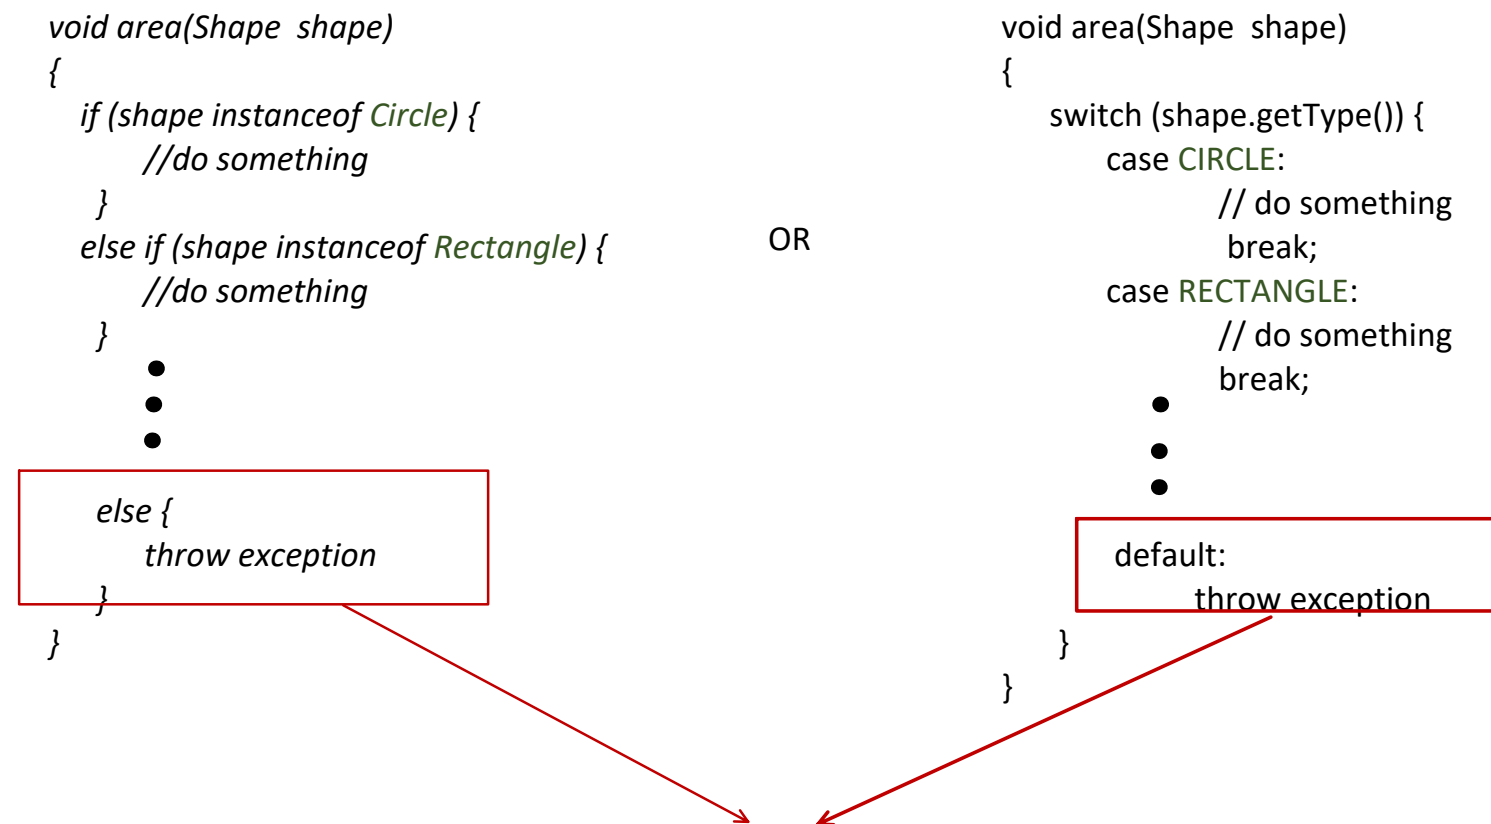 void area(Shape  shape)
{
if (shape instanceof Circle) {
//do something
}
else if (shape instanceof Rectangle) {
//do something
}
else {
throw exception
}
}
OR
void area(Shape  shape)
{
switch (shape.getType()) {
case CIRCLE:
// do something
break;
case RECTANGLE:
// do something
break;
default:
throw exception
}
}